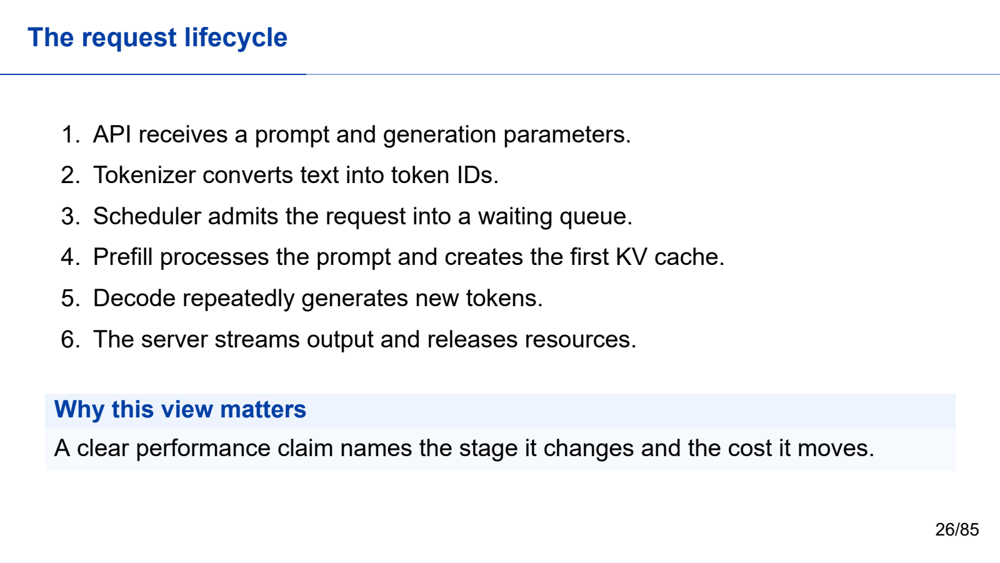 The request lifecycle
1. API receives a prompt and generation parameters.
2. Tokenizer converts text into token IDs.
3. Scheduler admits the request into a waiting queue.
4. Prefill processes the prompt and creates the first KV cache.
5. Decode repeatedly generates new tokens.
6. The server streams output and releases resources.
Why this view matters
A clear performance claim names the stage it changes and the cost it moves.
26/85